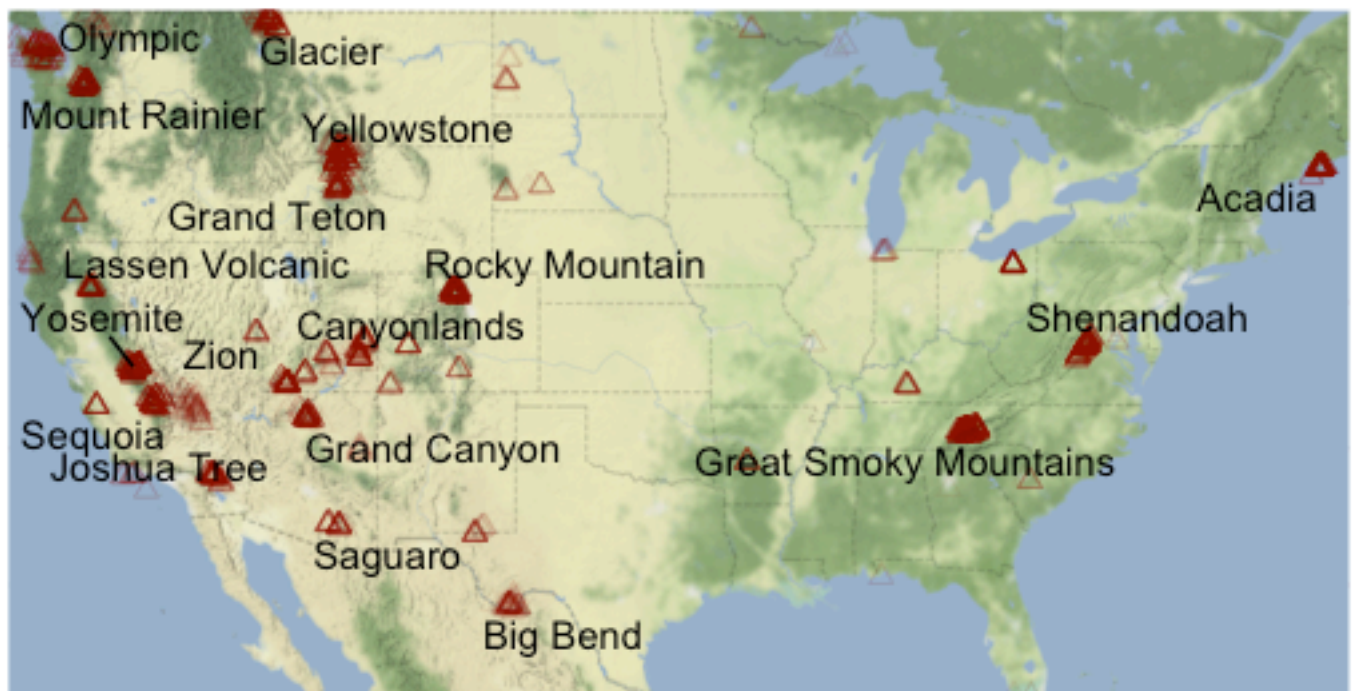 Olympic
Glacier
Mount Rainier
Yellowstone
Acadia
Grand Teton
Lassen Volcanic
Rocky Mountain
Yosemite
Canyonlands
Shenandoah
Zion
Sequoia
Grand Canyon
Joshua Tree
Great Smoky Mountains
Saguaro
Big Bend